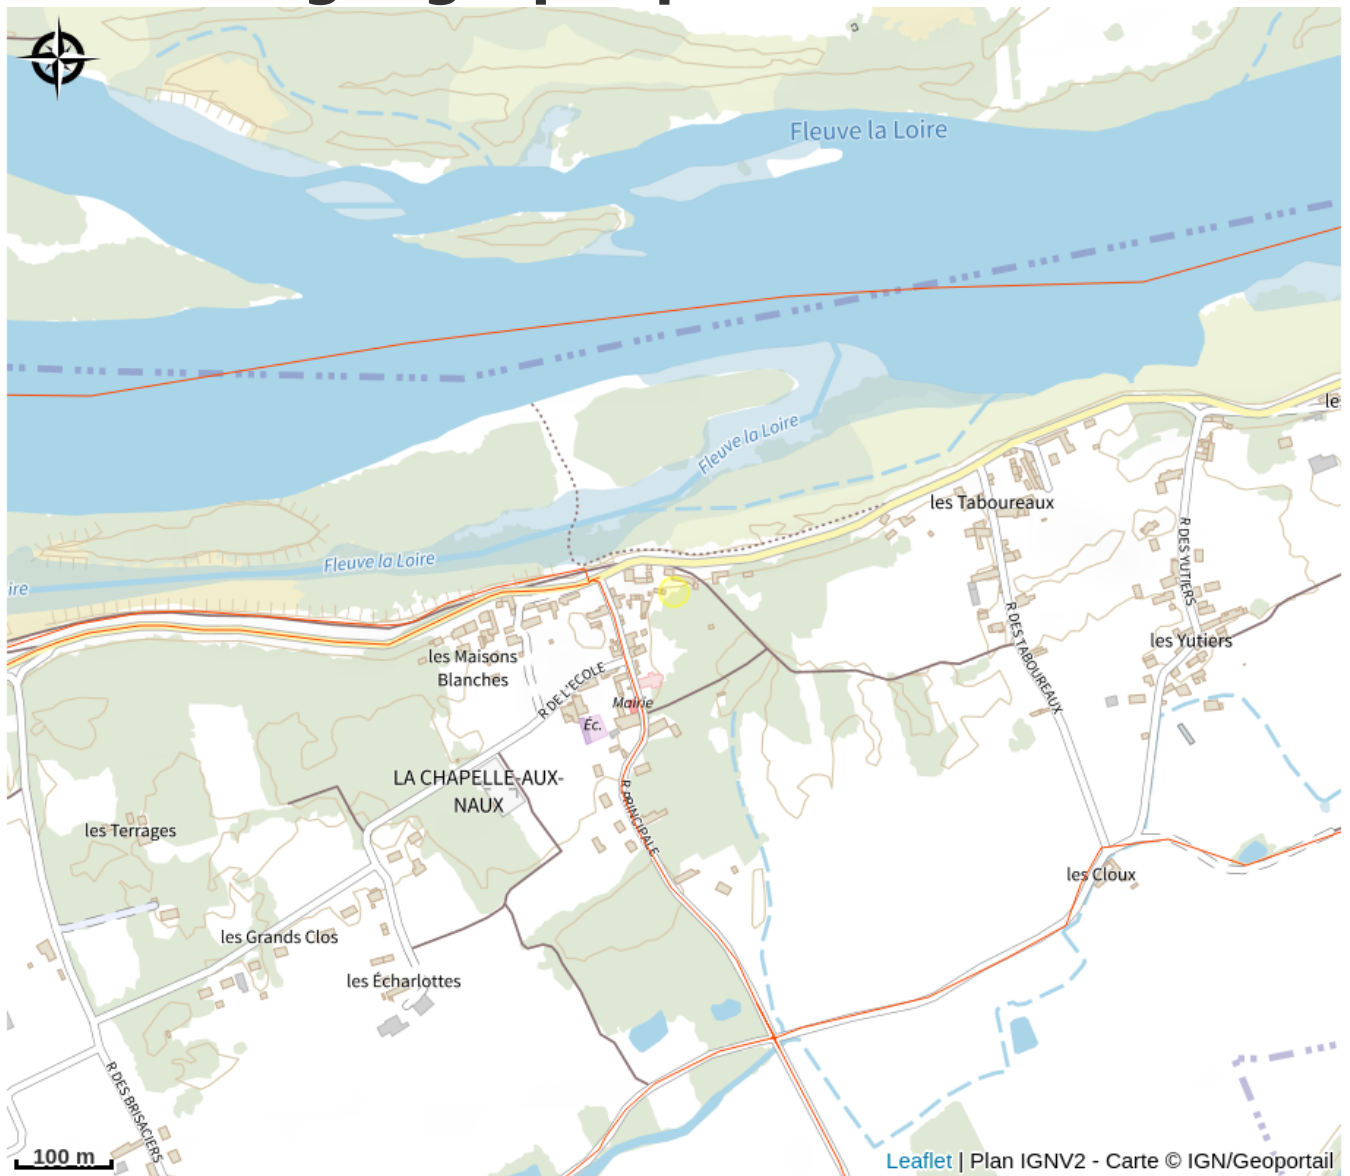 3
Fleuve la Loire
le
Fleuve la Loire
les Taboureaux
R DES YUTIERS
Fleuve la Loire
ire
R DES TABOUREAUX
les Yutiers
les Maisons
Blanches
R DE L'ECOLE
Mairie
Éc.
LA CHAPELLE-AUX-
NAUX
R PRINCIPALE
les Terrages
les Cloux
les Grands Clos
les Écharlottes
R DES BRISACIERS
100 m
Leaflet | Plan IGNV2 - Carte © IGN/Geoportail